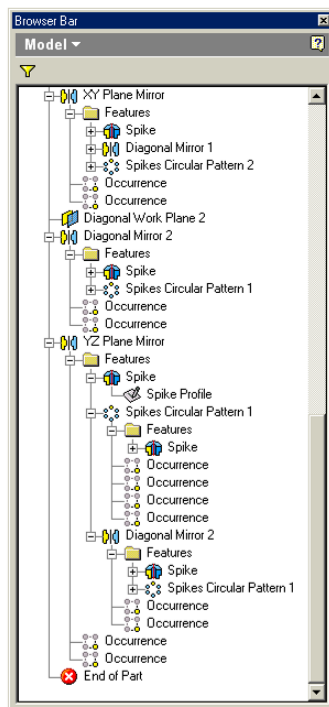 Browser Bar
Model
XY Plane Mirror
Features
Spike
Diagonal Mirror 1
Spikes Circular Pattern 2
Occurrence
Occurrence
Diagonal Work Plane 2
Diagonal Mirror 2
Features
Spike
Spikes Circular Pattern 1
Occurrence
Occurrence
YZ Plane Mirror
Features
Spike
Spike Profile
Spikes Circular Pattern 1
Features
Spike
Occurrence
Occurrence
Occurrence
Occurrence
Diagonal Mirror 2
Features
Spike
Spikes Circular Pattern 1
Occurrence
Occurrence
Occurrence
Occurrence
End of Part